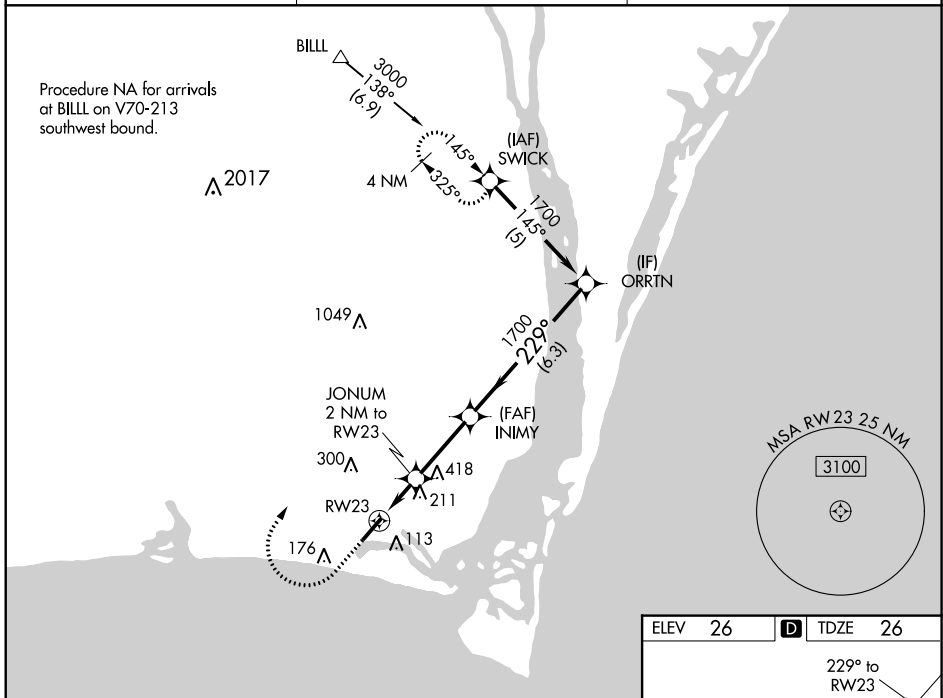 BILLL
3000
138°
(6.9)
Procedure NA for arrivals
at BILLL on V70-213
southwest bound.
145°
(IAF)
SWICK
4 NM
325°
2017
1700
145°
(5)
(IF)
ORRTN
1049
1700
229°
(6.3)
JONUM
2 NM to
RW23
(FAF)
INIMY
MSA RW 23 25 NM
3100
300
418
211
RW23
113
176
ELEV 26 D TDZE 26
229° to
RW23